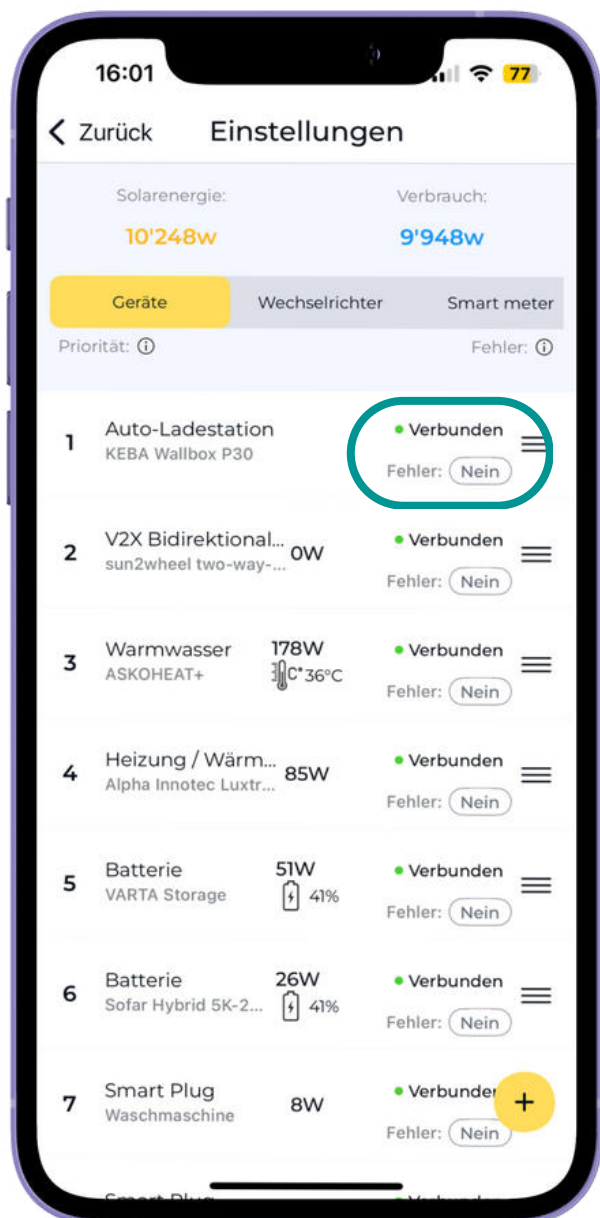 16:01
77
Zurück Einstellungen
Solarenergie: Verbrauch:
10'248w 9'948w
Geräte Wechselrichter Smart meter
Priorität: Fehler:
1 Auto-Ladestation Verbunden
KEBA Wallbox P30
Fehler: Nein
2 V2X Bidirektional... 0W Verbunden
sun2wheel two-way-...
Fehler: Nein
3 Warmwasser 178W Verbunden
ASKOHEAT+ C° 36°C
Fehler: Nein
4 Heizung / Wärm... 85W Verbunden
Alpha Innotec Luxtr...
Fehler: Nein
5 Batterie 51W Verbunden
VARTA Storage 41%
Fehler: Nein
6 Batterie 26W Verbunden
Sofar Hybrid 5K-2... 41%
Fehler: Nein
7 Smart Plug 8W Verbunden
Waschmaschine +
Fehler: Nein
Smart Plug Verbunden